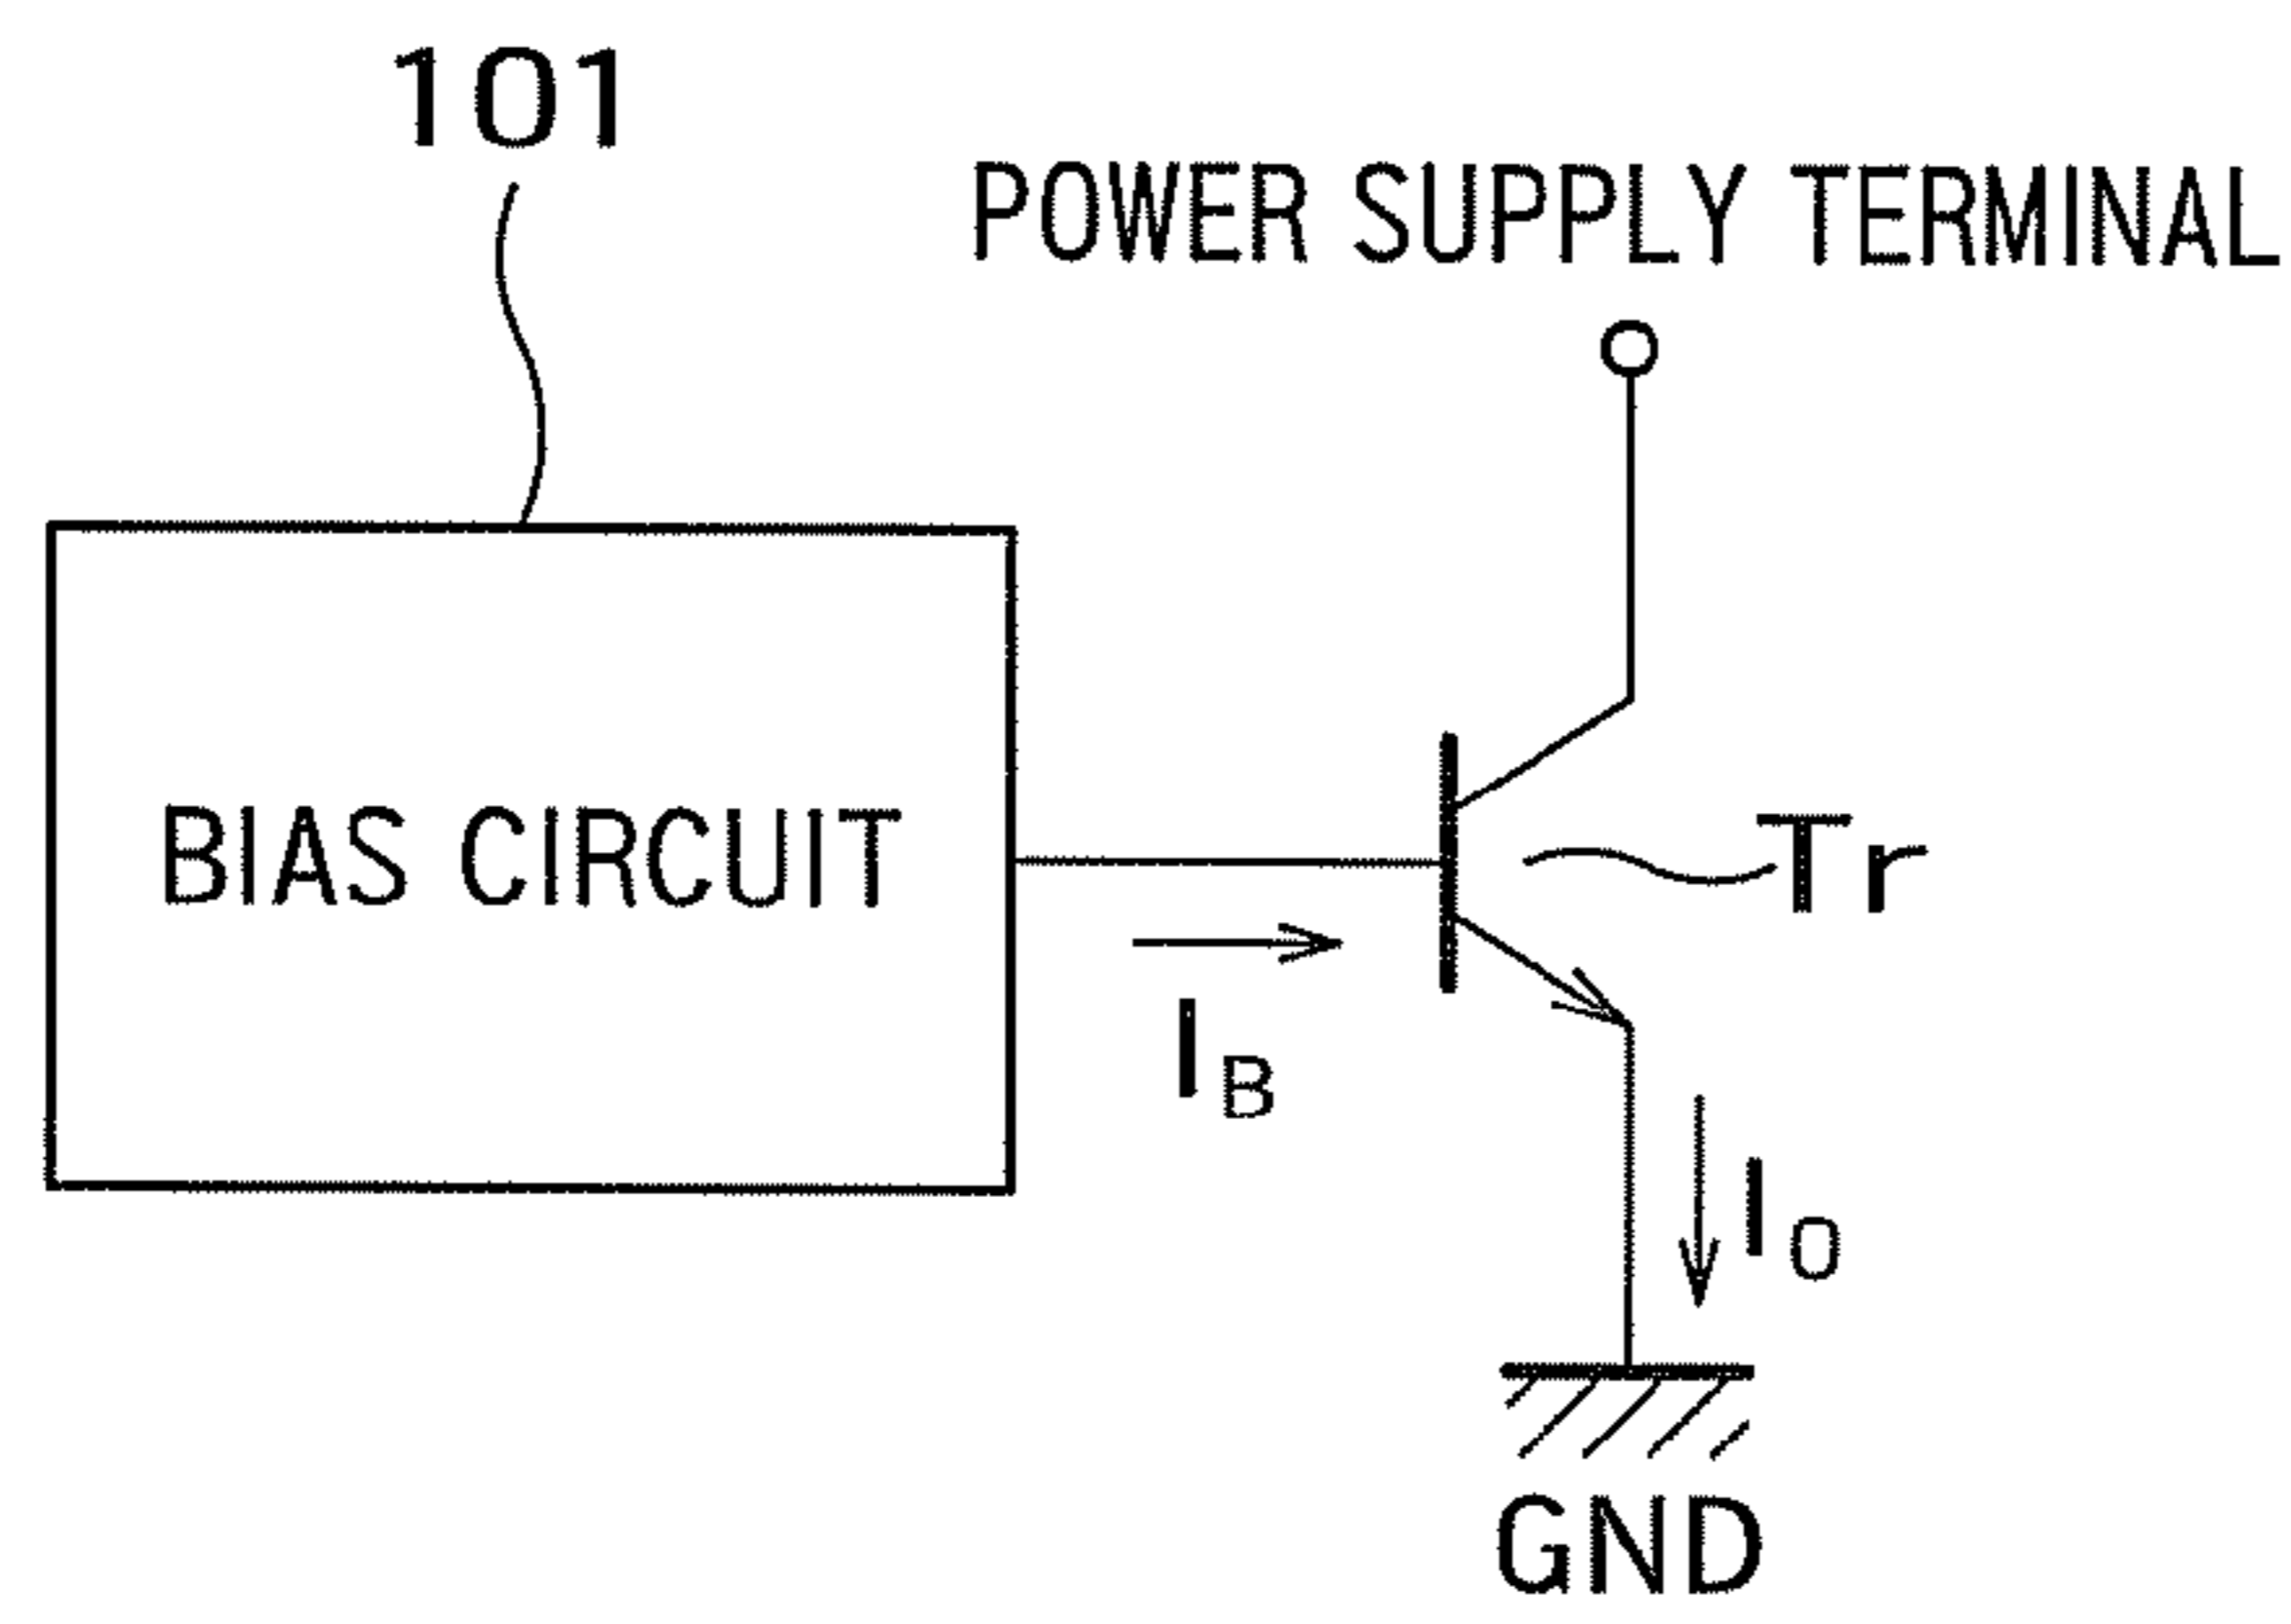 101
POWER SUPPLY TERMINAL
BIAS CIRCUIT
Tr
IB
IO
GND